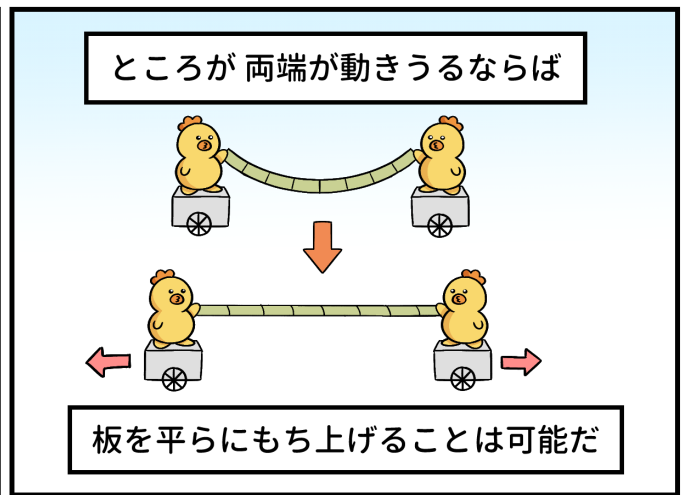 ところが 両端が動きうるならば
板を平らにもち上げることは可能だ